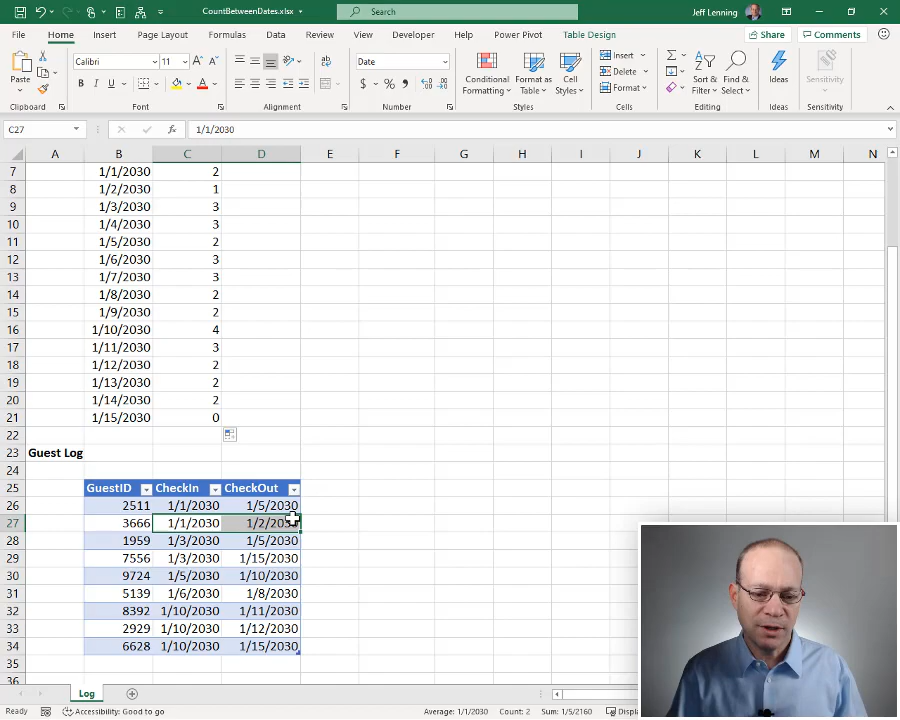 CountBetweenDates.xlsx
Search
Jeff Lenning
File Home Insert Page Layout Formulas Data Review View Developer Help Power Pivot Table Design Share Comments
Paste
Calibri 11 A A
B I U A
ab
Date
$ % ,
Conditional Formatting
Format as Table
Cell Styles
Insert
Delete
Format
Sort & Filter
Find & Select
Ideas
Sensitivity
Clipboard Font Alignment Number Styles Cells Editing Ideas Sensitivity
C27 fx 1/1/2030
A B C D E F G H I J K L M N
7 1/1/2030 2
8 1/2/2030 1
9 1/3/2030 3
10 1/4/2030 3
11 1/5/2030 2
12 1/6/2030 3
13 1/7/2030 3
14 1/8/2030 2
15 1/9/2030 2
16 1/10/2030 4
17 1/11/2030 3
18 1/12/2030 2
19 1/13/2030 2
20 1/14/2030 2
21 1/15/2030 0
22
23 Guest Log
24
25 GuestID CheckIn CheckOut
26 2511 1/1/2030 1/5/2030
27 3666 1/1/2030
28 1959 1/3/2030 1/5/2030
29 7556 1/3/2030 1/15/2030
30 9724 1/5/2030 1/10/2030
31 5139 1/6/2030 1/8/2030
32 8392 1/10/2030 1/11/2030
33 2929 1/10/2030 1/12/2030
34 6628 1/10/2030 1/15/2030
35
36
Log
Ready Accessibility: Good to go Average: 1/1/2030 Count: 2 Sum: 1/5/2160